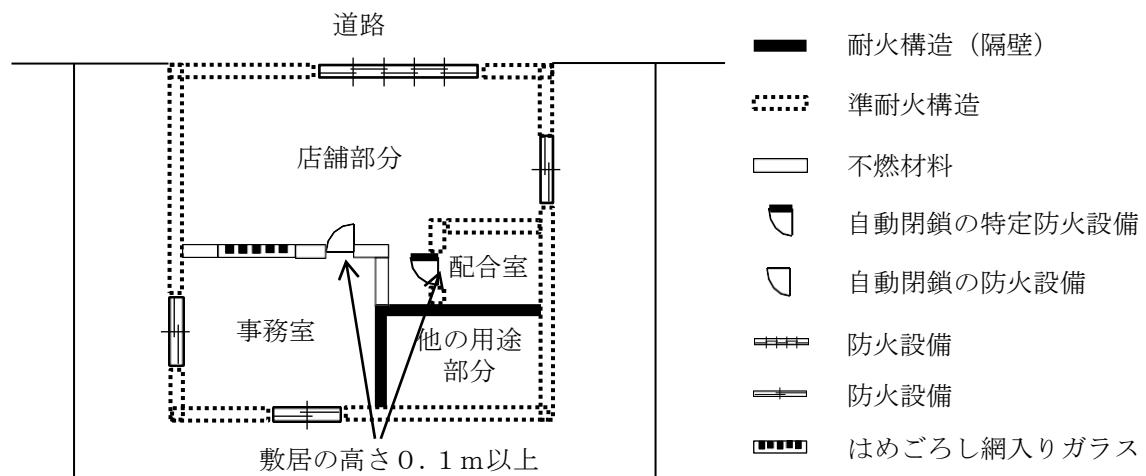 道路
店舗部分
配合室
事務室
他の用途
部分
敷居の高さ0.1m以上
耐火構造(隔壁)
準耐火構造
不燃材料
自動閉鎖の特定防火設備
自動閉鎖の防火設備
防火設備
防火設備
はめごろし網入りガラス